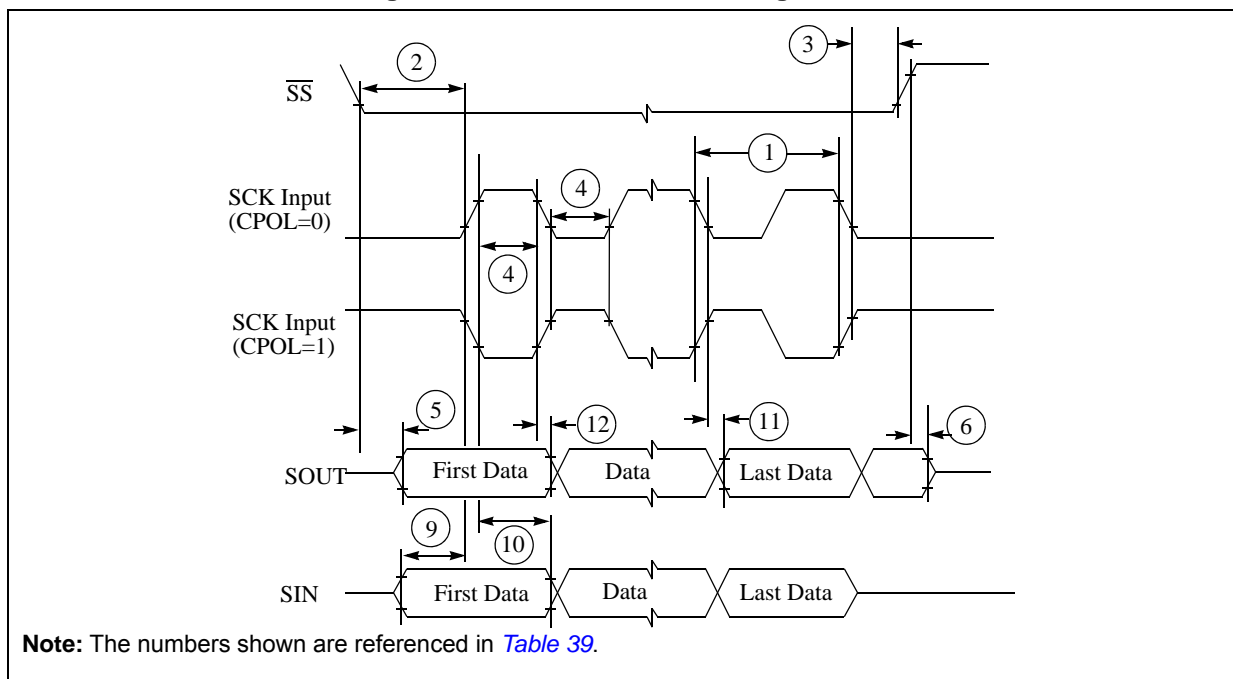 3
2
SS
1
4
SCK Input
(CPOL=0)
4
SCK Input
(CPOL=1)
5
12
11
6
SOUT
First Data
Data
Last Data
9
10
SIN
First Data
Data
Last Data
Note: The numbers shown are referenced in Table 39.